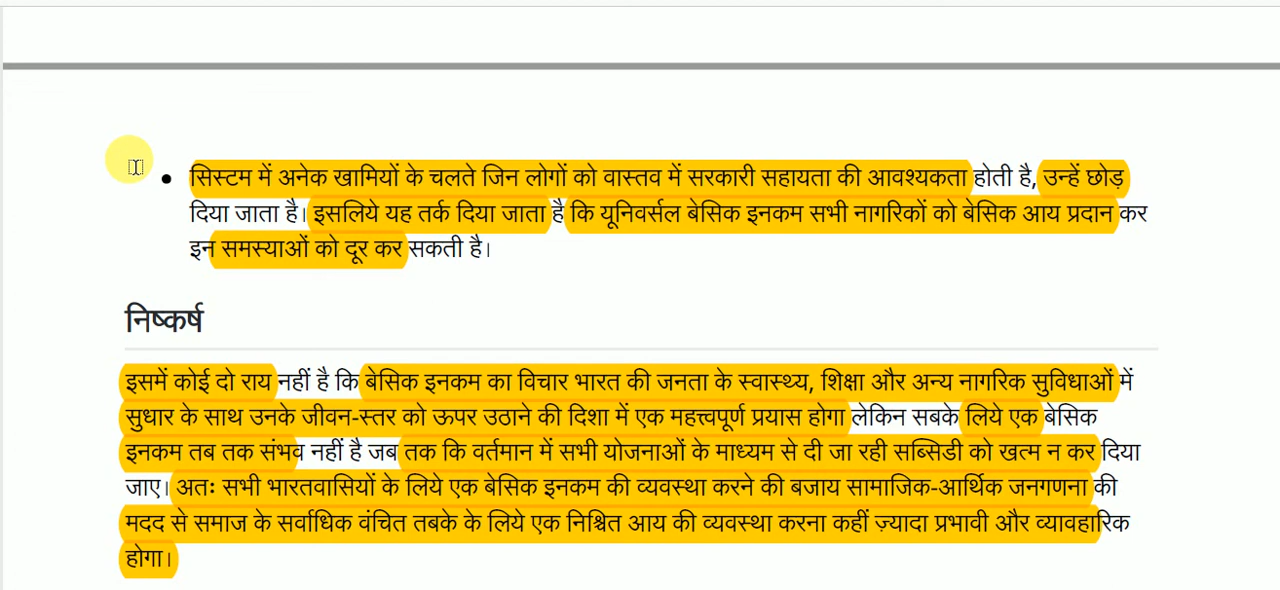 • सिस्टम में अनेक खामियों के चलते जिन लोगों को वास्तव में सरकारी सहायता की आवश्यकता होती है, उन्हें छोड़
दिया जाता है। इसलिये यह तर्क दिया जाता है कि यूनिवर्सल बेसिक इनकम सभी नागरिकों को बेसिक आय प्रदान कर
इन समस्याओं को दूर कर सकती है।
निष्कर्ष
इसमें कोई दो राय नहीं है कि बेसिक इनकम का विचार भारत की जनता के स्वास्थ्य, शिक्षा और अन्य नागरिक सुविधाओं में
सुधार के साथ उनके जीवन-स्तर को ऊपर उठाने की दिशा में एक महत्त्वपूर्ण प्रयास होगा लेकिन सबके लिये एक बेसिक
इनकम तब तक संभव नहीं है जब तक कि वर्तमान में सभी योजनाओं के माध्यम से दी जा रही सब्सिडी को खत्म न कर दिया
जाए। अतः सभी भारतवासियों के लिये एक बेसिक इनकम की व्यवस्था करने की बजाय सामाजिक-आर्थिक जनगणना की
मदद से समाज के सर्वाधिक वंचित तबके के लिये एक निश्चित आय की व्यवस्था करना कहीं ज़्यादा प्रभावी और व्यावहारिक
होगा।